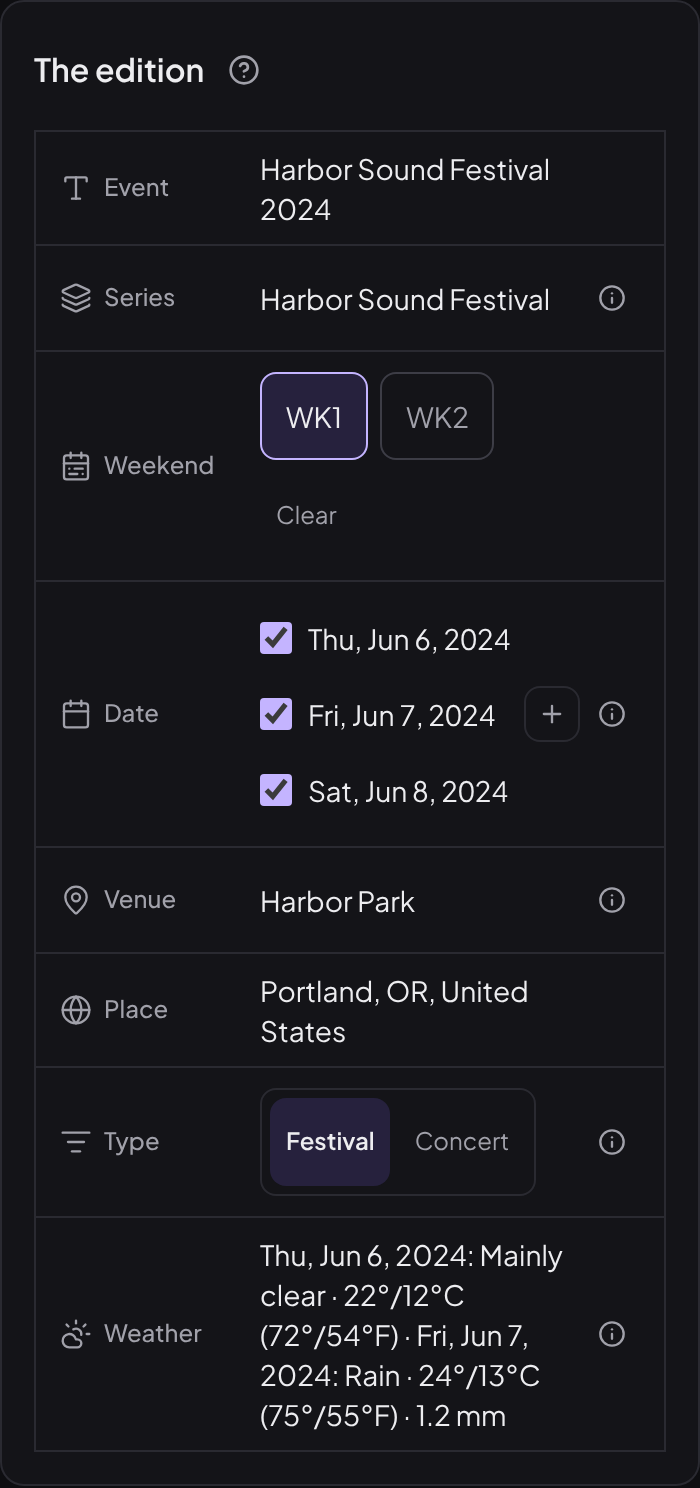 The edition
Event
Harbor Sound Festival
2024
Series
Harbor Sound Festival
Weekend
WK1 WK2
Clear
Date
Thu, Jun 6, 2024
Fri, Jun 7, 2024
Sat, Jun 8, 2024
Venue
Harbor Park
Place
Portland, OR, United
States
Type
Festival Concert
Weather
Thu, Jun 6, 2024: Mainly
clear · 22°/12°C
(72°/54°F) · Fri, Jun 7,
2024: Rain · 24°/13°C
(75°/55°F) · 1.2 mm